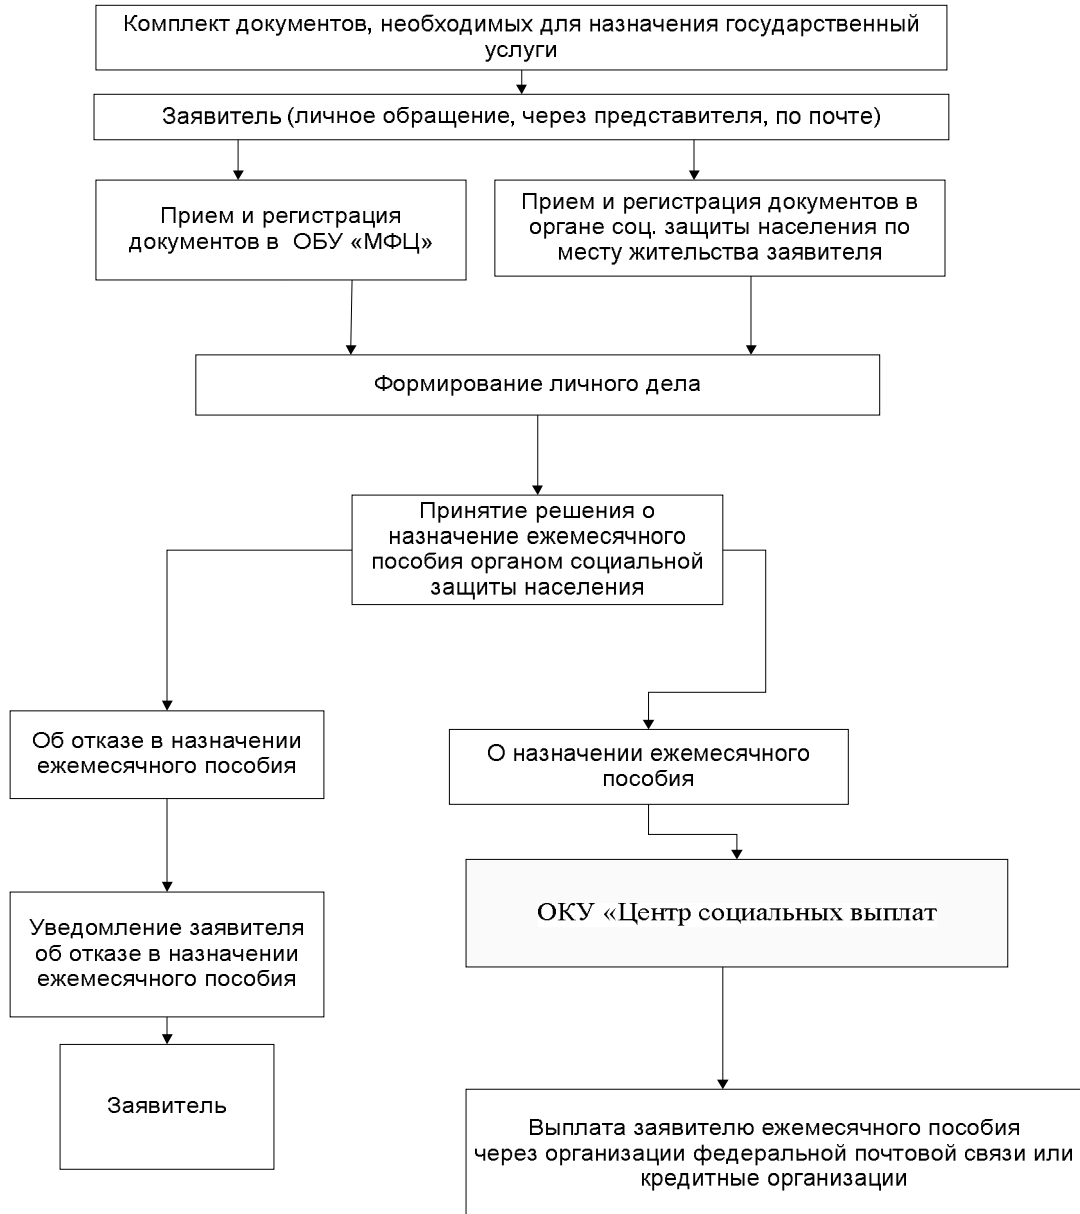 Комплект документов, необходимых для назначения государственный
услуги
Заявитель (личное обращение, через представителя, по почте)
Прием и регистрация
документов в ОБУ «МФЦ»
Прием и регистрация документов в
органе соц. защиты населения по
месту жительства заявителя
Формирование личного дела
Принятие решения о
назначение ежемесячного
пособия органом социальной
защиты населения
Об отказе в назначении
ежемесячного пособия
О назначении ежемесячного
пособия
Уведомление заявителя
об отказе в назначении
ежемесячного пособия
ОКУ «Центр социальных выплат
Заявитель
Выплата заявителю ежемесячного пособия
через организации федеральной почтовой связи или
кредитные организации